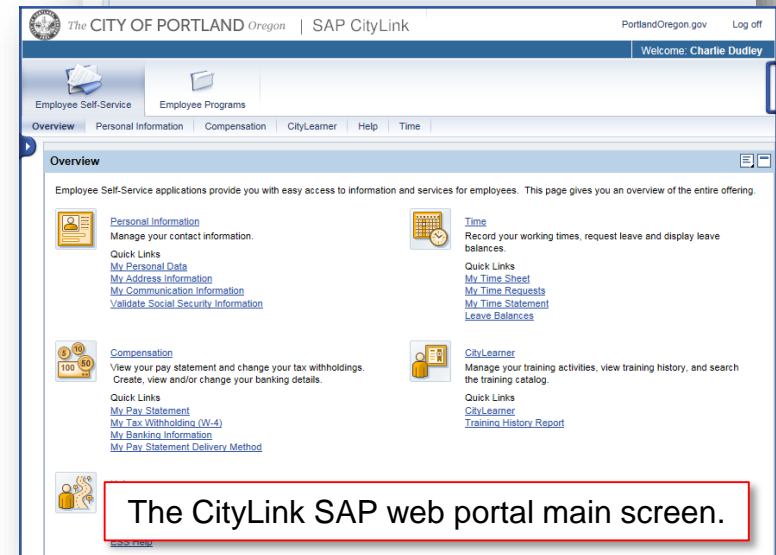 The CITY OF PORTLAND Oregon | SAP CityLink
PortlandOregon.gov Log off
Welcome: Charlie Dudley
Employee Self-Service Employee Programs
Overview Personal Information Compensation CityLearner Help Time
Overview
Employee Self-Service applications provide you with easy access to information and services for employees. This page gives you an overview of the entire offering.
Personal Information
Manage your contact information.
Quick Links
My Personal Data
My Address Information
My Communication Information
Validate Social Security Information
Time
Record your working times, request leave and display leave
balances.
Quick Links
My Time Sheet
My Time Requests
My Time Statement
Leave Balances
5 10
100 50
Compensation
View your pay statement and change your tax withholdings.
Create, view and/or change your banking details.
Quick Links
My Pay Statement
My Tax Withholding (W-4)
My Banking Information
My Pay Statement Delivery Method
CityLearner
Manage your training activities, view training history, and search
the training catalog.
Quick Links
CityLearner
Training History Report
The CityLink SAP web portal main screen.
ESS Help